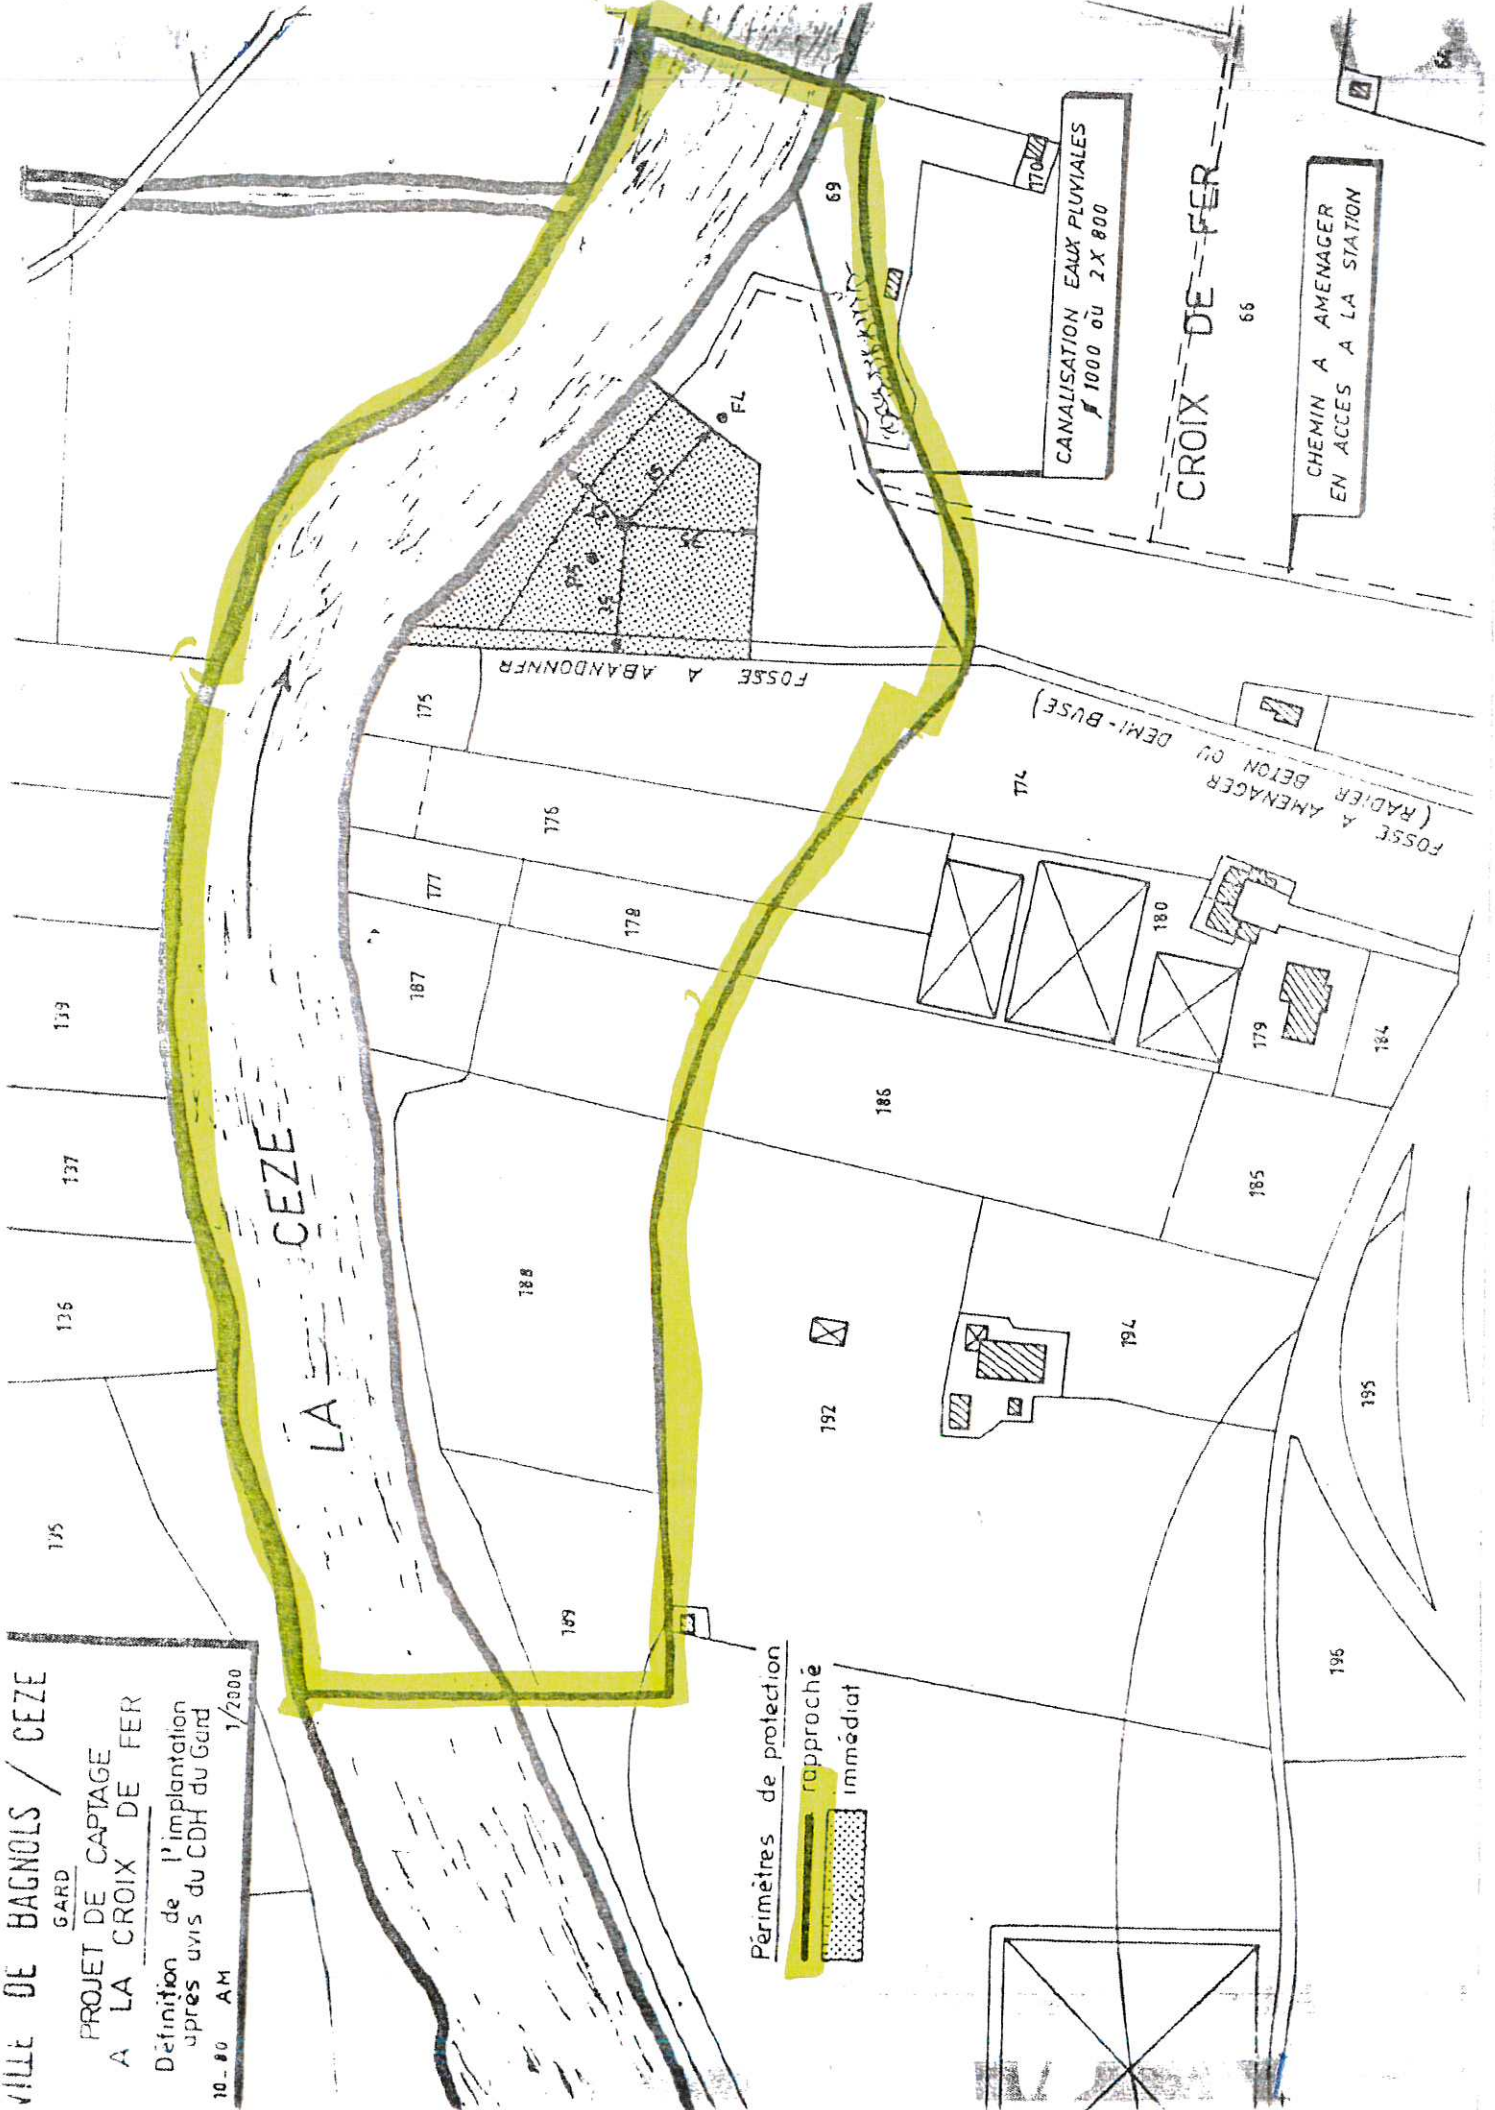 VILLE DE BAGNOLS / CEZE
GARD
PROJET DE CAPTAGE
A LA CROIX DE FER
Définition de l'implantation
après avis du CDH du Gard
10_80 AM 1/2000
135
136
137
139
LA CEZE
189
188
187
177
175
176
178
FOSSE A ABANDONNER
PS
35
FL
69
170
CANALISATION EAUX PLUVIALES
ø 1000 où 2 X 800
CROIX DE FER
66
CHEMIN A AMENAGER
EN ACCES A LA STATION
FOSSE A AMENAGER
(RADIER BETON OU DEMI-BUSE)
174
180
179
184
186
185
192
194
195
196
Périmètres de protection
rapproché
immédiat